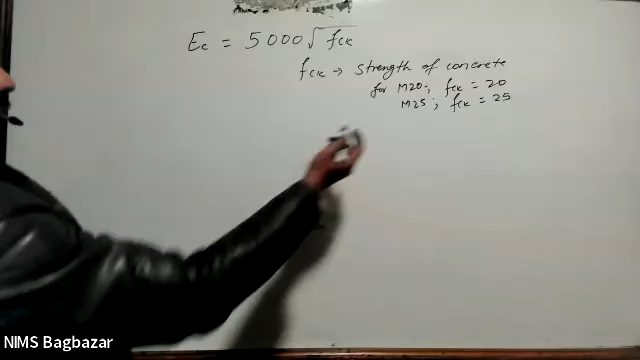 Ec = 5000√fck
fck → strength of concrete
for M20; fck = 20
M25; fck = 25
NIMS Bagbazar